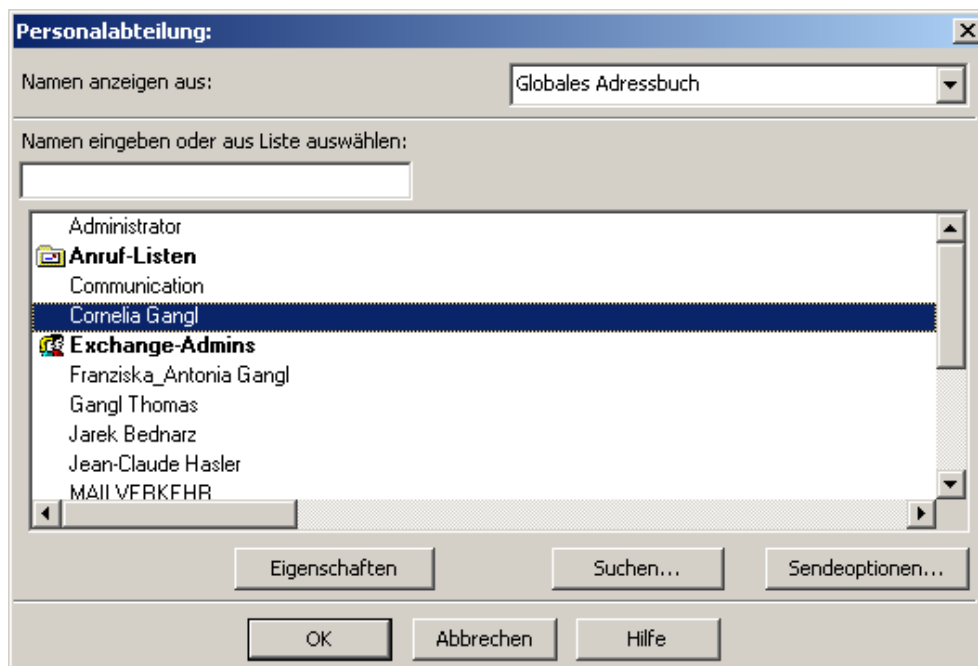 Personalabteilung:
Namen anzeigen aus: Globales Adressbuch
Namen eingeben oder aus Liste auswählen:
Administrator
Anruf-Listen
Communication
Cornelia Gangl
Exchange-Admins
Franziska_Antonia Gangl
Gangl Thomas
Jarek Bednarz
Jean-Claude Hasler
MAILVERKEHR
Eigenschaften Suchen... Sendeoptionen...
OK Abbrechen Hilfe